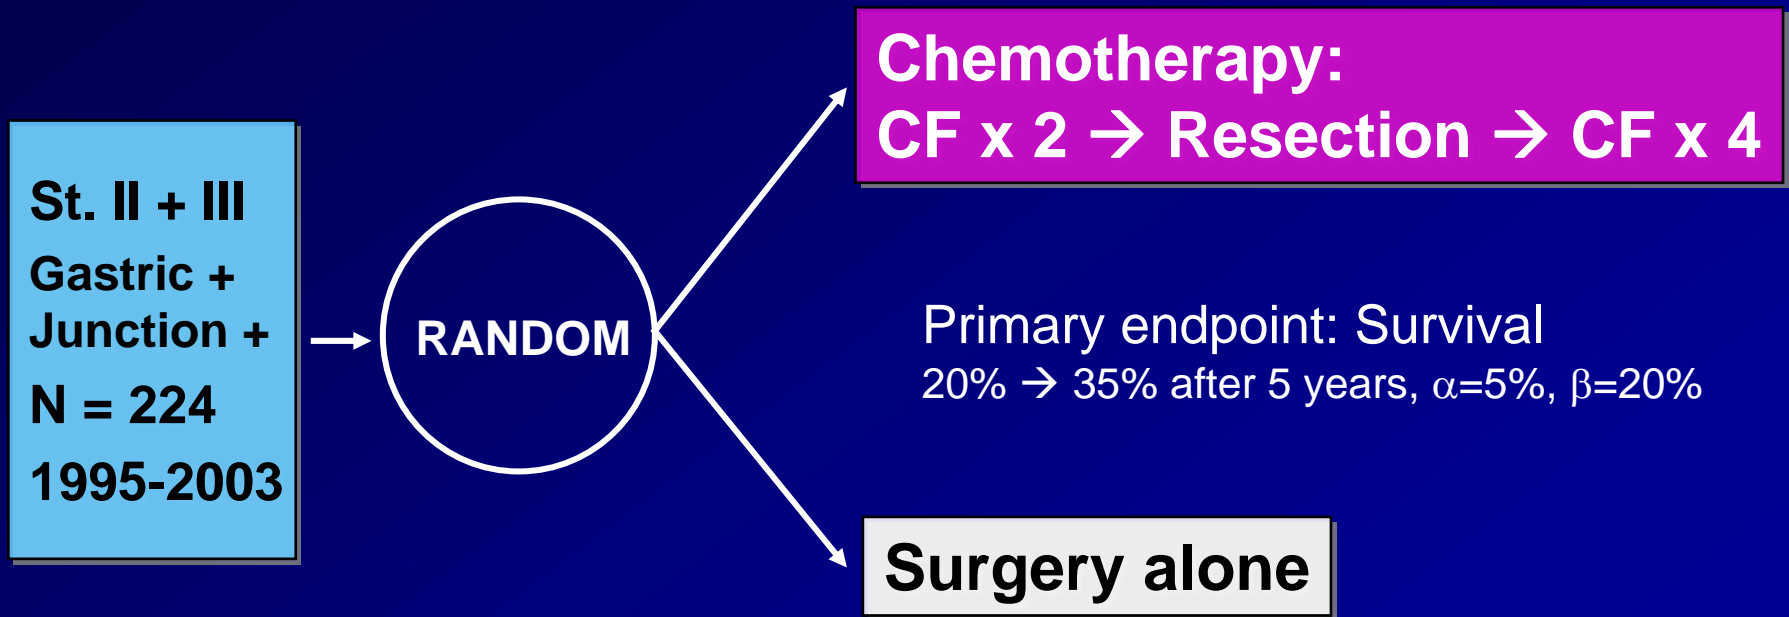 St. II + III
Gastric +
Junction +
N = 224
1995-2003
RANDOM
Chemotherapy:
CF x 2 → Resection → CF x 4
Primary endpoint: Survival
20% → 35% after 5 years, α=5%, β=20%
Surgery alone